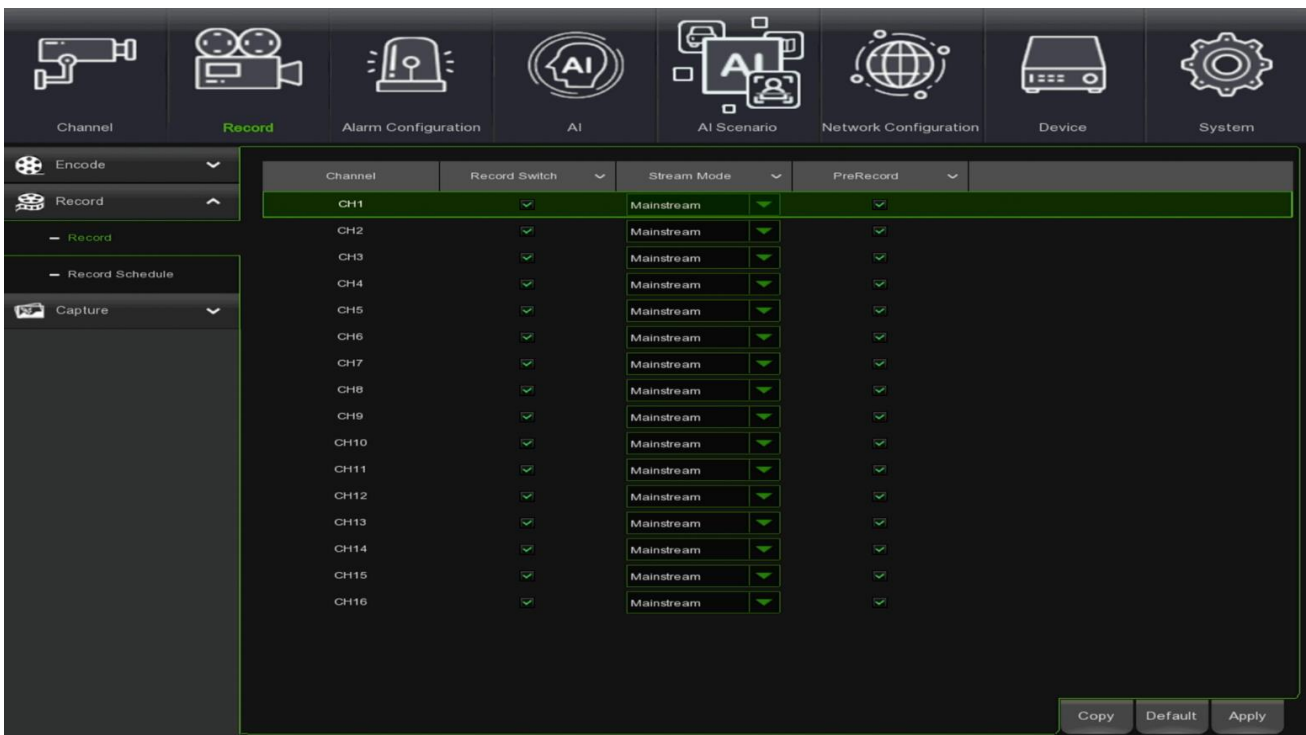 Channel Record Alarm Configuration AI AI Scenario Network Configuration Device System
Encode
Record
Record
Record Schedule
Capture
Channel Record Switch Stream Mode PreRecord
CH1 Mainstream
CH2 Mainstream
CH3 Mainstream
CH4 Mainstream
CH5 Mainstream
CH6 Mainstream
CH7 Mainstream
CH8 Mainstream
CH9 Mainstream
CH10 Mainstream
CH11 Mainstream
CH12 Mainstream
CH13 Mainstream
CH14 Mainstream
CH15 Mainstream
CH16 Mainstream
Copy Default Apply